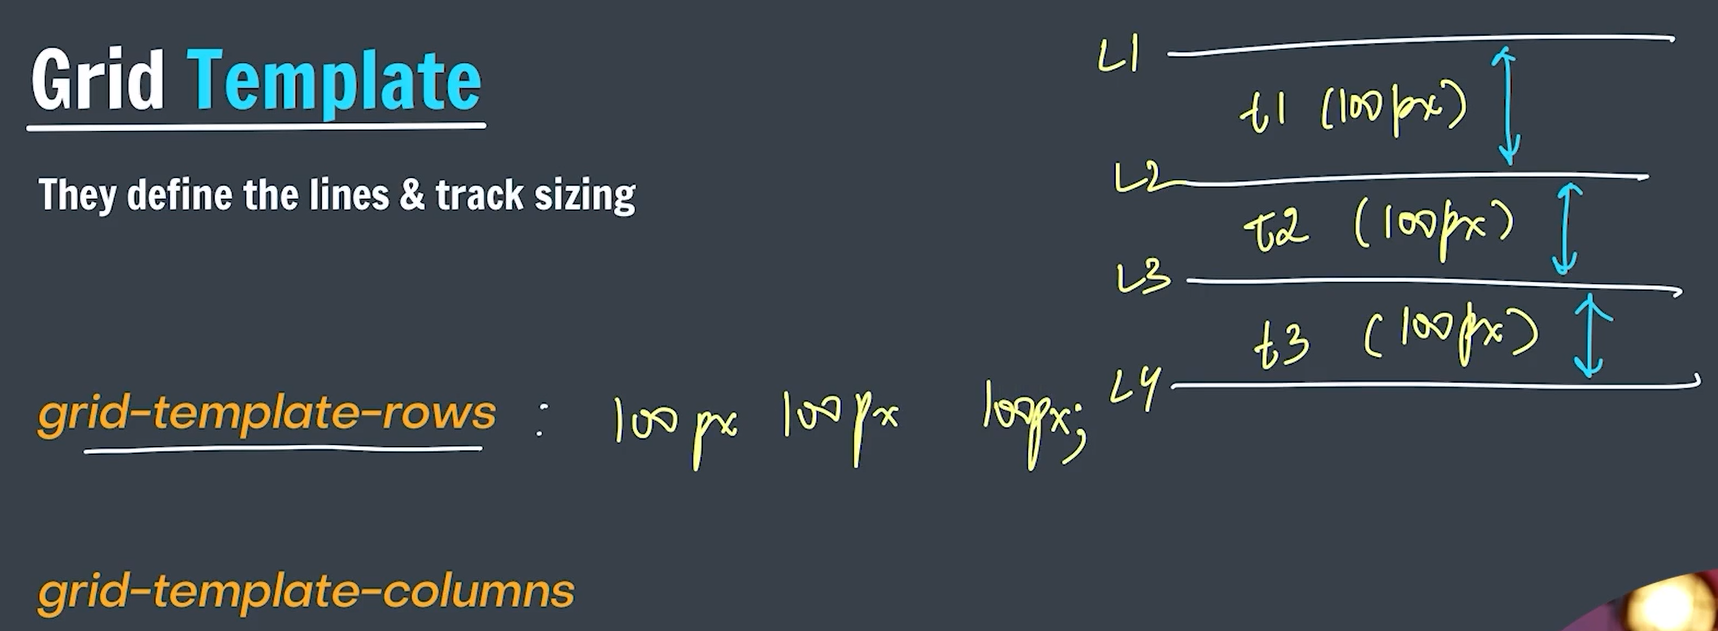 Grid Template
They define the lines & track sizing
L1
t1 (100px)
L2
t2 (100px)
L3
t3 (100px)
L4
grid-template-rows : 100px 100px 100px;
grid-template-columns